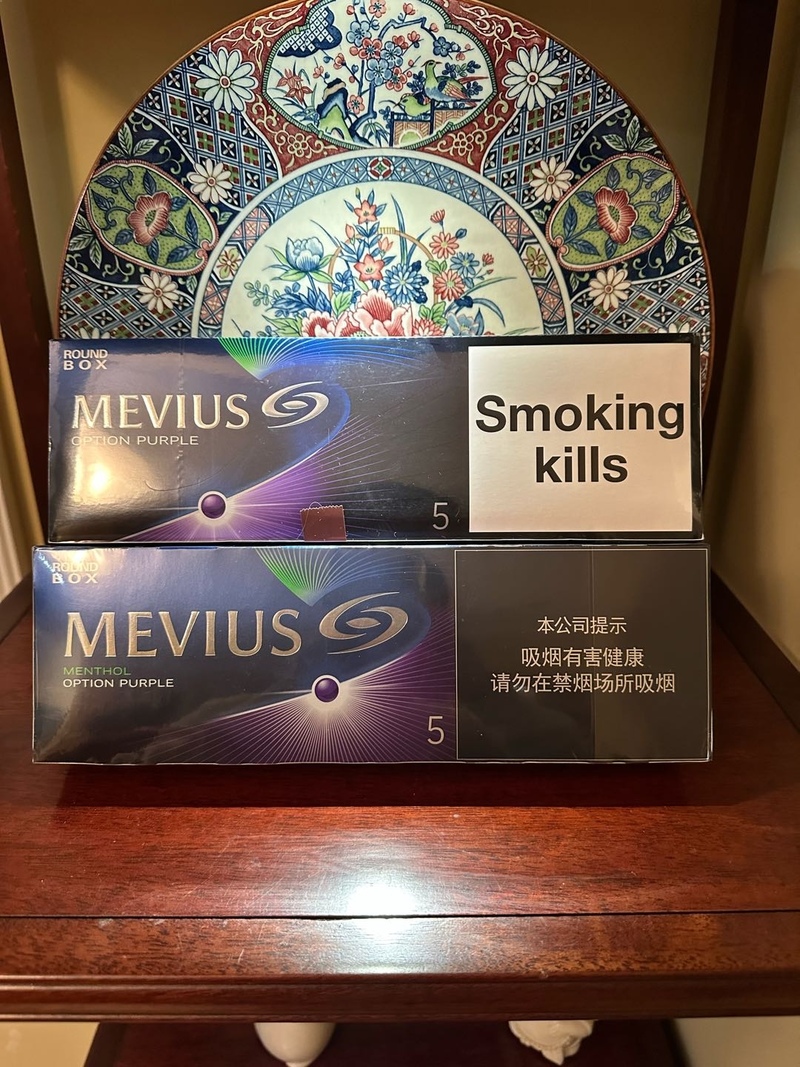 ROUND
BOX
MEVIUS
OPTION PURPLE
5
Smoking
kills
ROUND
BOX
MEVIUS
MENTHOL
OPTION PURPLE
5
本公司提示
吸烟有害健康
请勿在禁烟场所吸烟